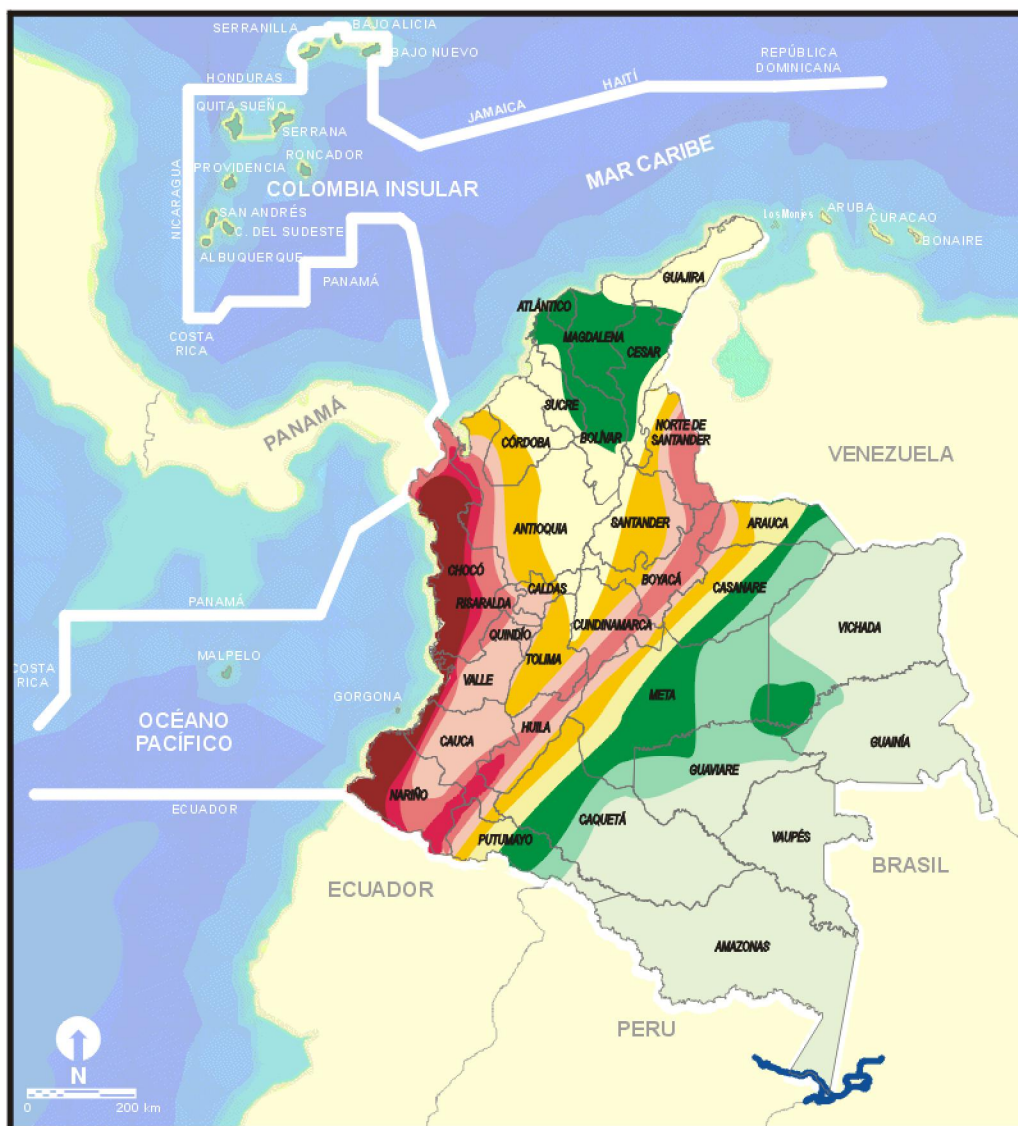 SERRANILLA
BAJO ALICIA
BAJO NUEVO
HONDURAS
REPÚBLICA
DOMINICANA
HAITÍ
JAMAICA
QUITA SUEÑO
SERRANA
RONCADOR
PROVIDENCIA
NICARAGUA
COLOMBIA INSULAR
MAR CARIBE
SAN ANDRÉS
C. DEL SUDESTE
ALBUQUERQUE
PANAMÁ
COSTA
RICA
Los Monjes
ARUBA
CURACAO
BONAIRE
GUAJIRA
ATLÁNTICO
MAGDALENA
CESAR
SUCRE
BOLÍVAR
CÓRDOBA
NORTE DE
SANTANDER
PANAMÁ
VENEZUELA
ANTIOQUIA
SANTANDER
ARAUCA
CHOCÓ
BOYACÁ
CASANARE
CALDAS
RISARALDA
CUNDINAMARCA
QUINDÍO
VICHADA
TOLIMA
VALLE
META
PANAMÁ
COSTA
RICA
MALPELO
GORGONA
OCÉANO
PACÍFICO
HUILA
CAUCA
GUAINÍA
GUAVIARE
NARIÑO
ECUADOR
CAQUETÁ
PUTUMAYO
VAUPÉS
ECUADOR
BRASIL
AMAZONAS
PERU
N
0 200 km